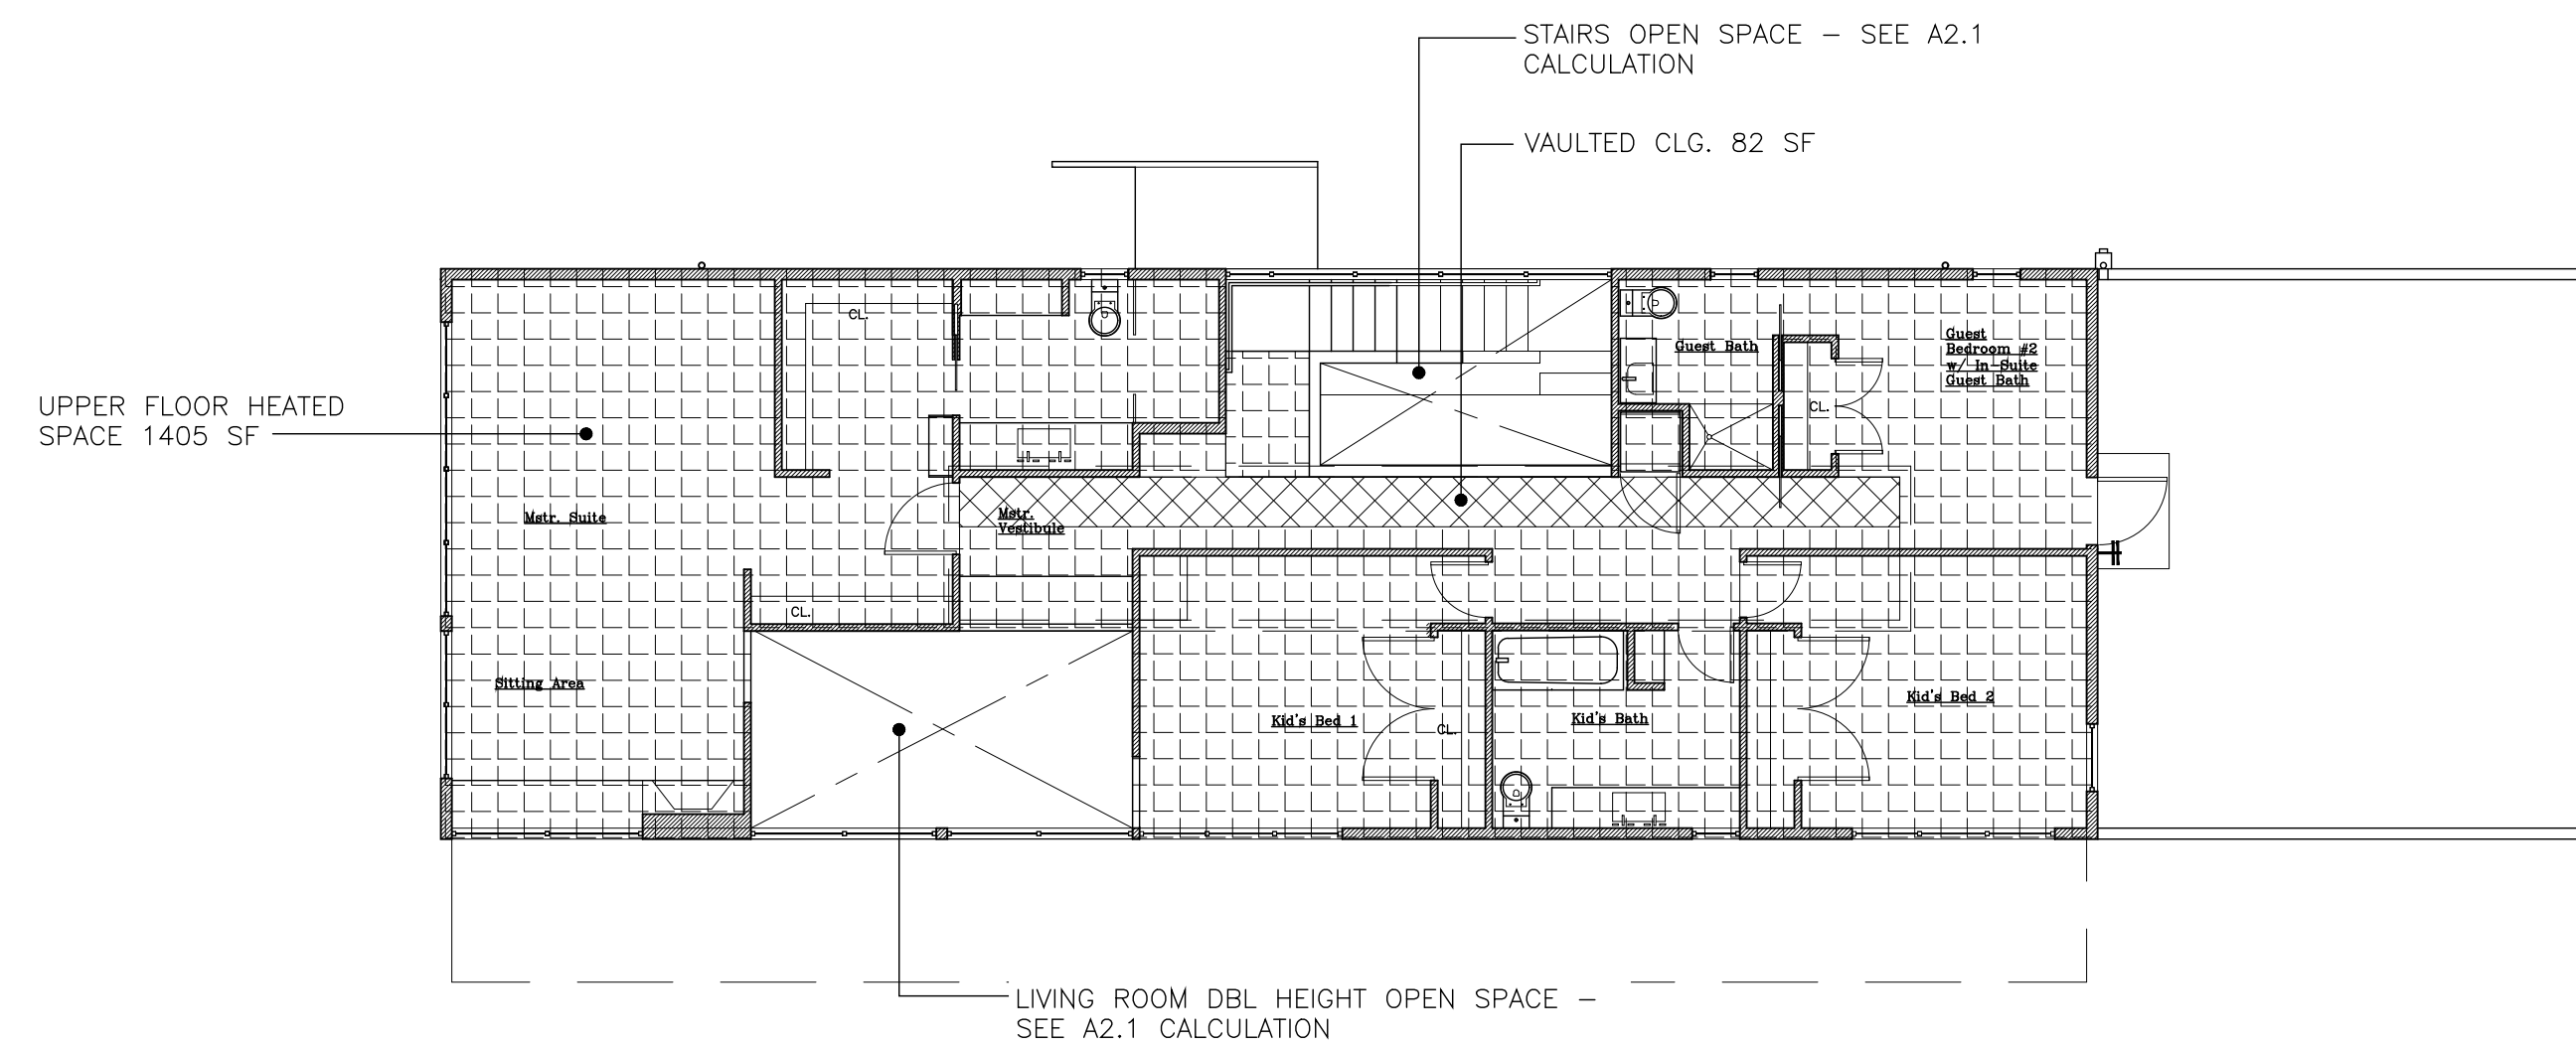 STAIRS OPEN SPACE – SEE A2.1
CALCULATION
VAULTED CLG. 82 SF
UPPER FLOOR HEATED
SPACE 1405 SF
CL.
Guest Bath
Guest
Bedroom #2
w/ In-Suite
Guest Bath
CL.
Mstr. Suite
Mstr.
Vestibule
CL.
Sitting Area
Kid's Bed 1
CL.
Kid's Bath
Kid's Bed 2
LIVING ROOM DBL HEIGHT OPEN SPACE –
SEE A2.1 CALCULATION